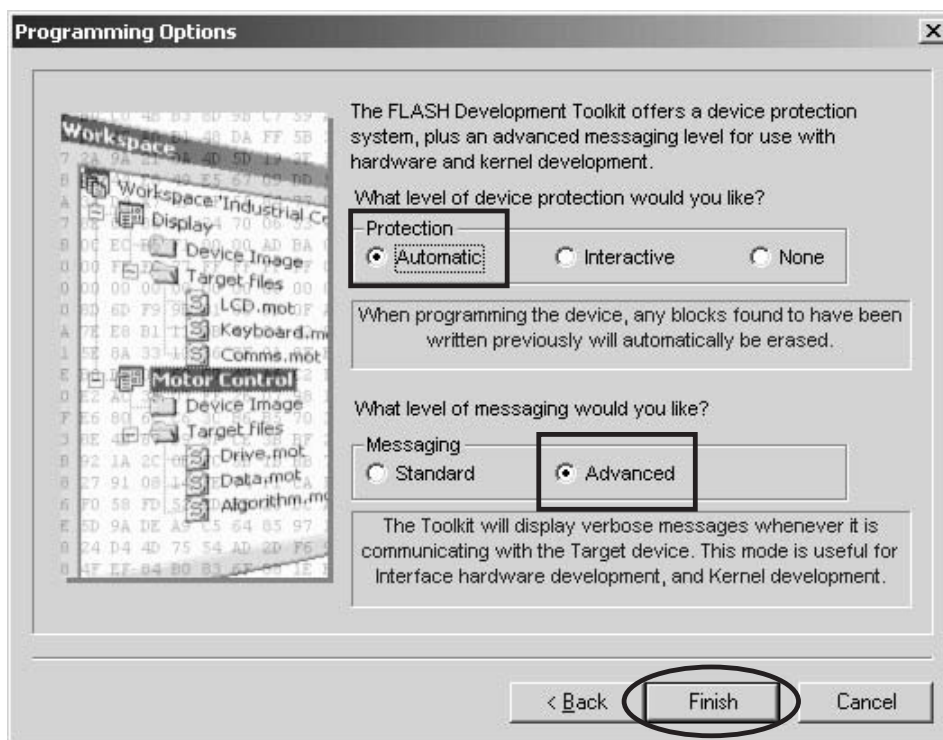 Programming Options
The FLASH Development Toolkit offers a device protection
system, plus an advanced messaging level for use with
hardware and kernel development.
What level of device protection would you like?
Protection
Automatic
Interactive
None
When programming the device, any blocks found to have been
written previously will automatically be erased.
What level of messaging would you like?
Messaging
Standard
Advanced
The Toolkit will display verbose messages whenever it is
communicating with the Target device. This mode is useful for
Interface hardware development, and Kernel development.
Workspace
Workspace 'Industrial Co
Display
Device Image
Target files
LCD.mot
Keyboard.m
Comms.mot
Motor Control
Device Image
Target files
Drive.mot
Data.mot
Algorithm.mo
< Back
Finish
Cancel